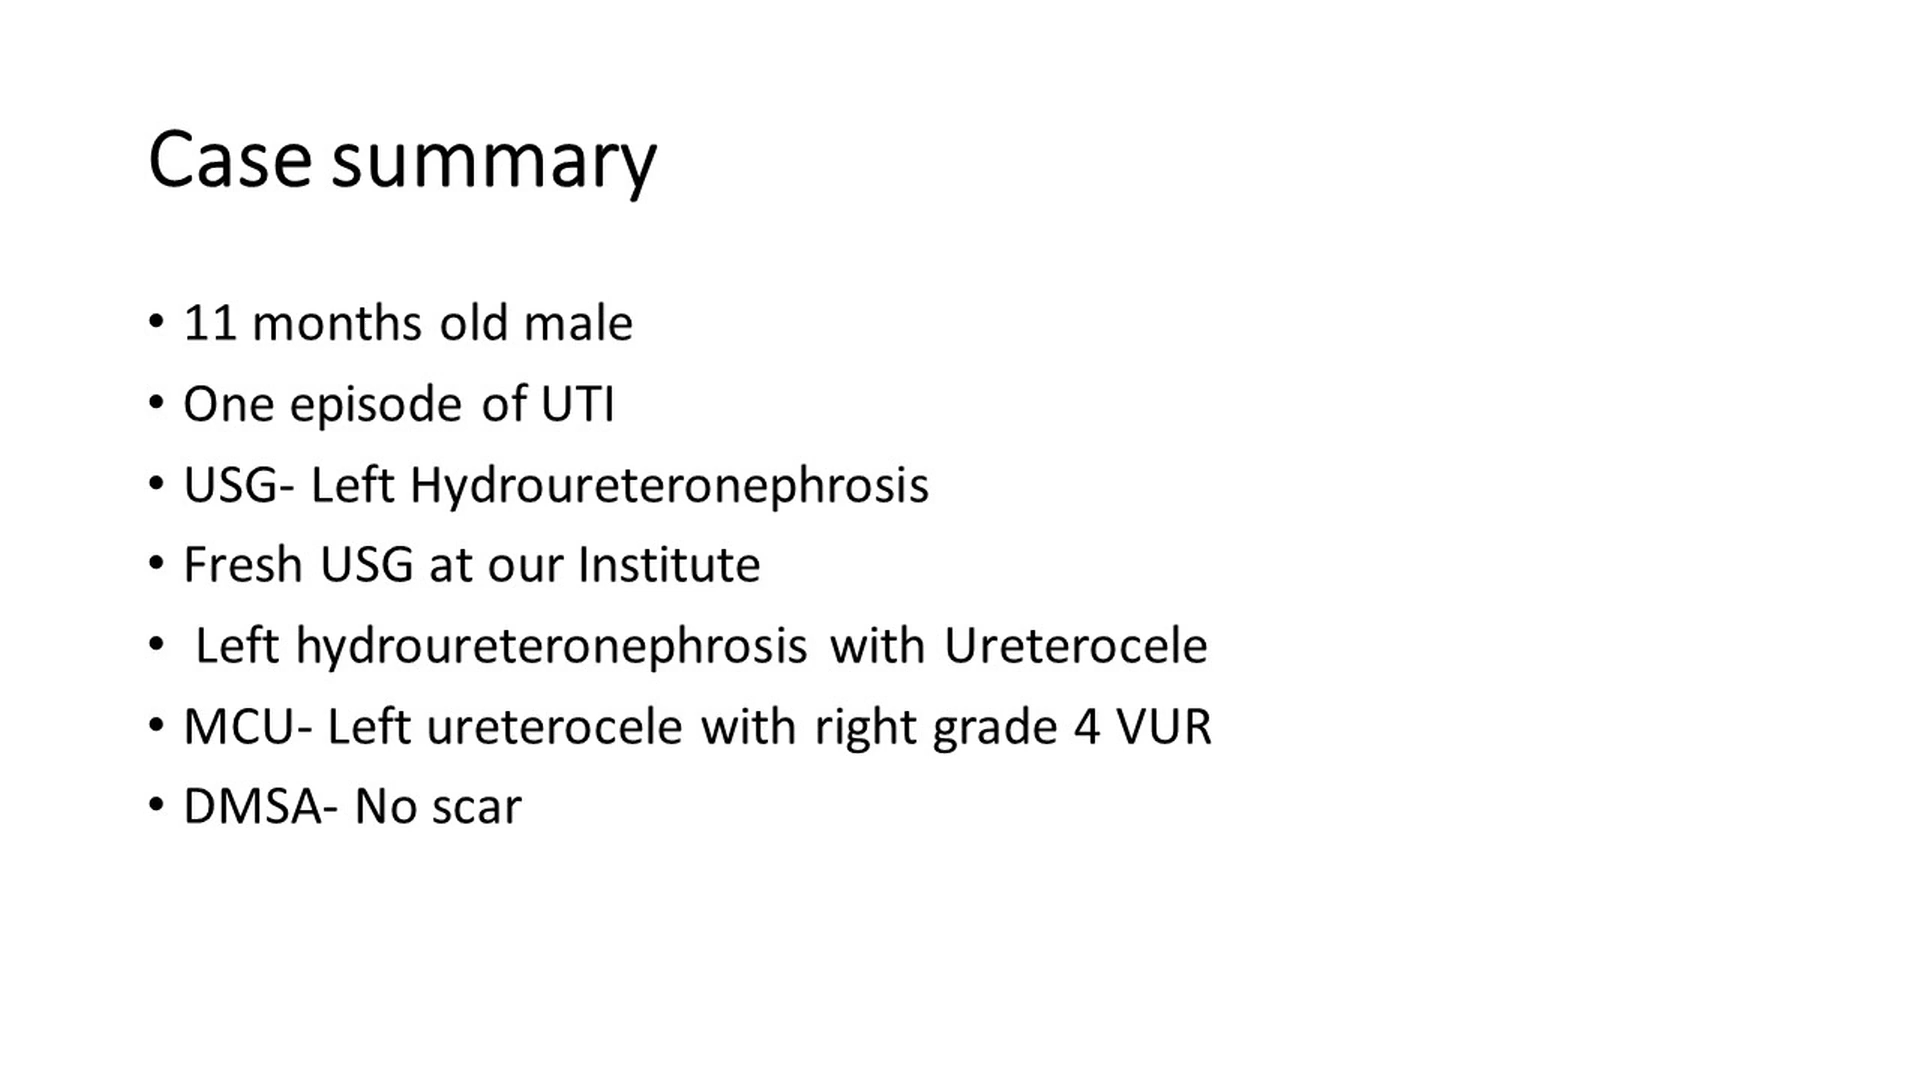 Case summary
• 11 months old male
• One episode of UTI
• USG- Left Hydroureteronephrosis
• Fresh USG at our Institute
• Left hydroureteronephrosis with Ureterocele
• MCU- Left ureterocele with right grade 4 VUR
• DMSA- No scar